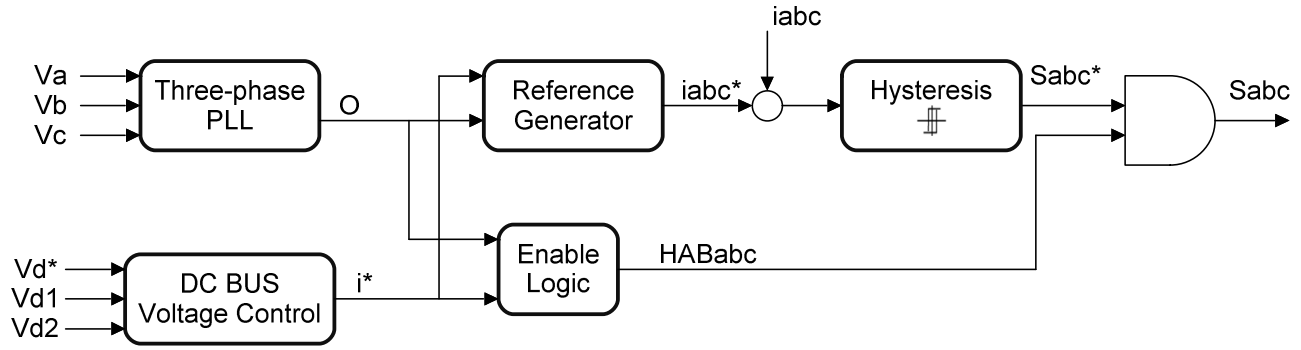 iabc
Va
Vb
Vc
Three-phase
PLL
O
Reference
Generator
iabc*
Hysteresis
Sabc*
Sabc
Vd*
Vd1
Vd2
DC BUS
Voltage Control
i*
Enable
Logic
HABabc